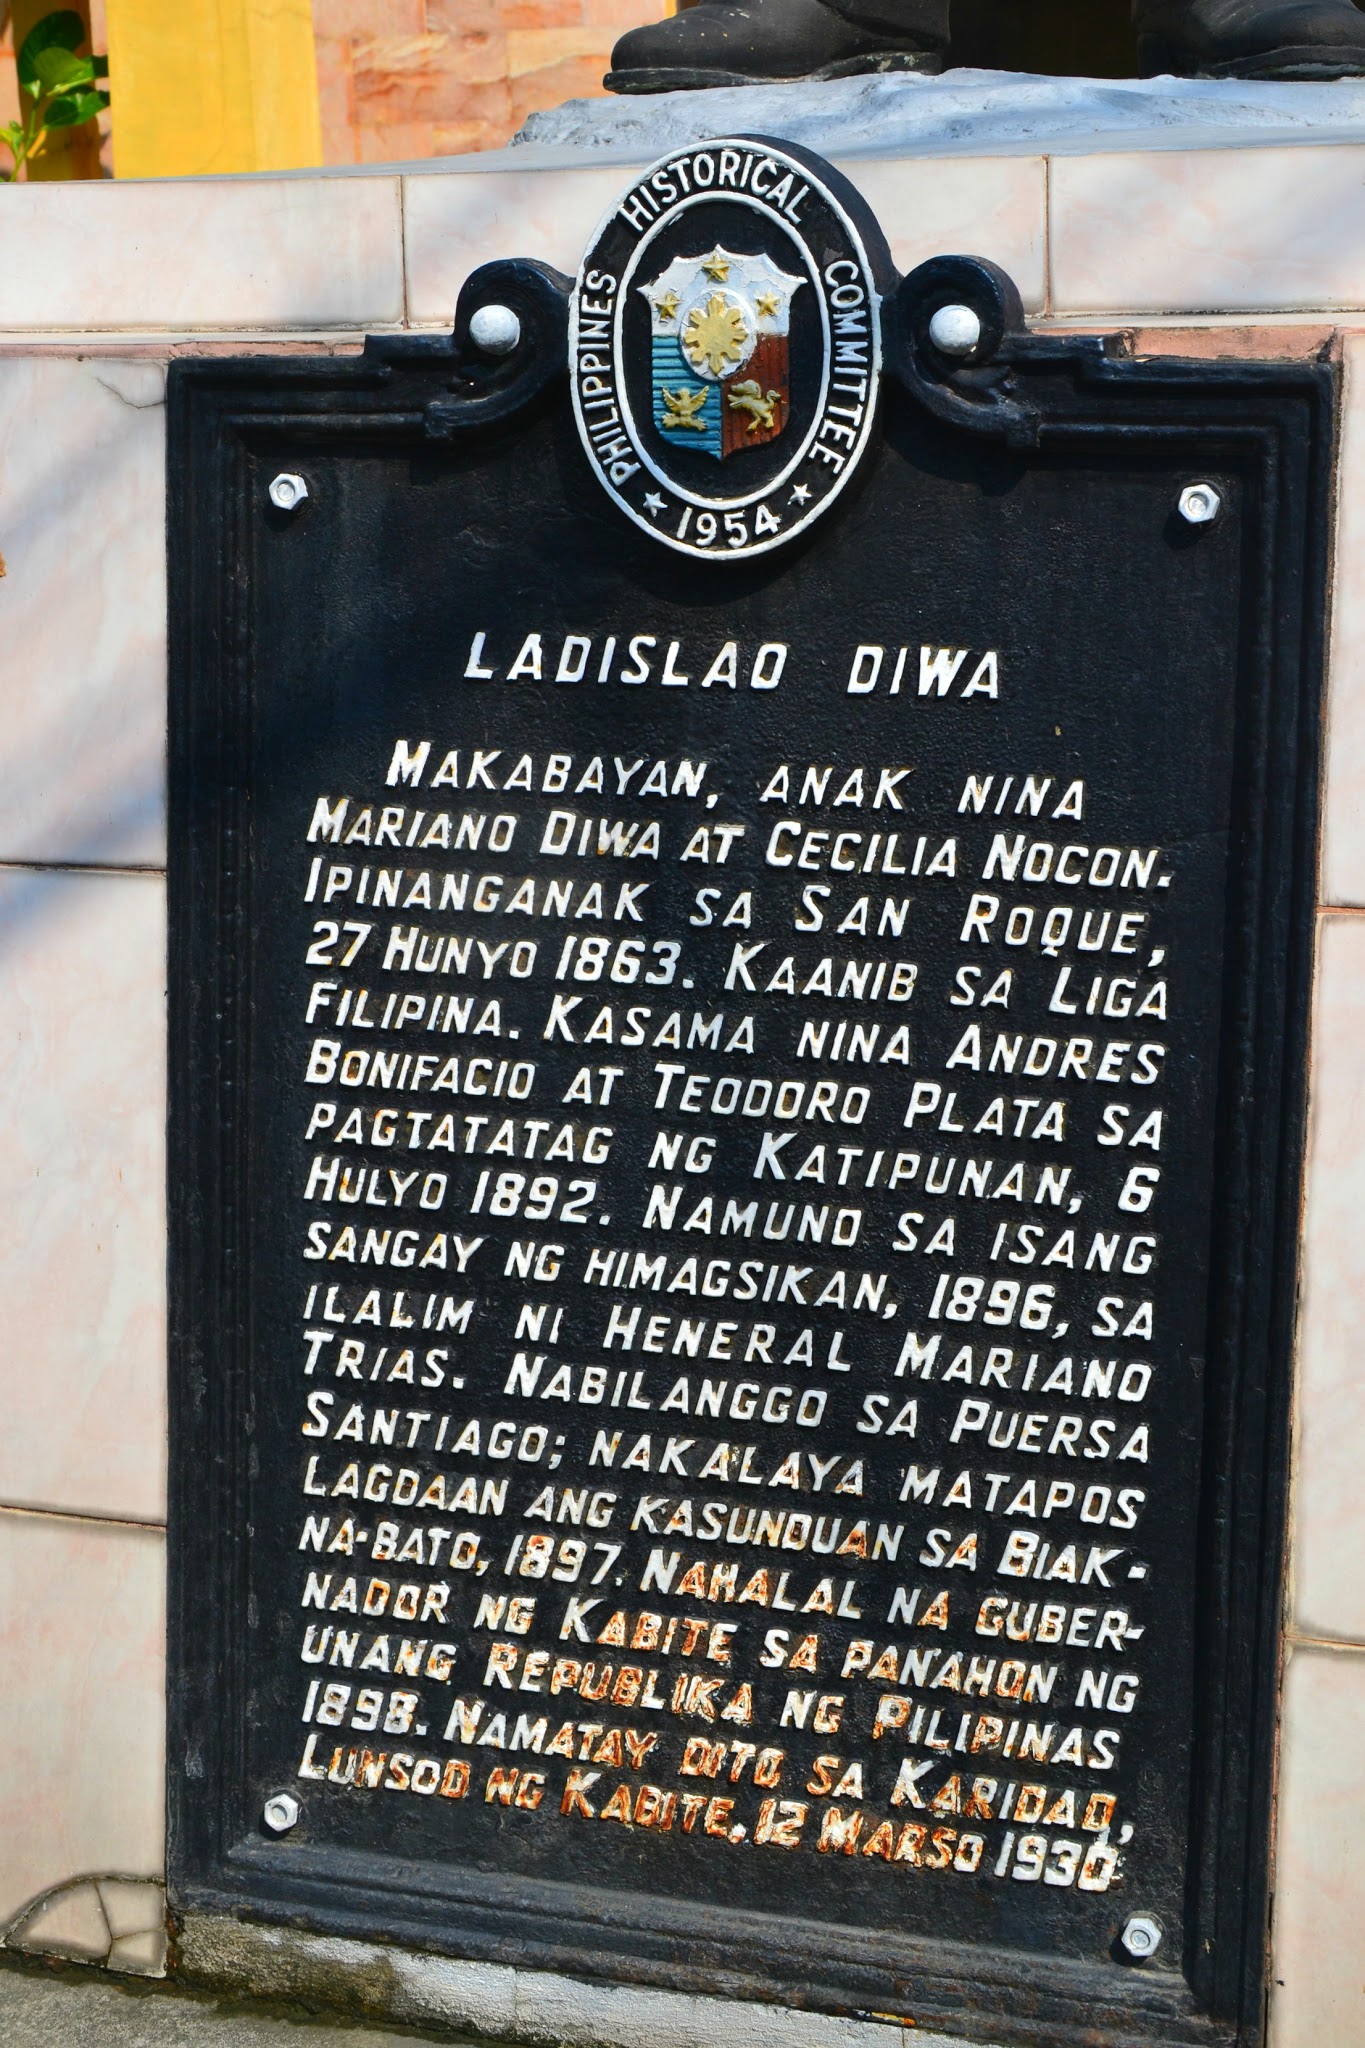 PHILIPPINES HISTORICAL COMMITTEE
1954
LADISLAO DIWA
MAKABAYAN, ANAK NINA
MARIANO DIWA AT CECILIA NOCON.
IPINANGANAK SA SAN ROQUE,
27 HUNYO 1863. KAANIB SA LIGA
FILIPINA. KASAMA NINA ANDRES
BONIFACIO AT TEODORO PLATA SA
PAGTATATAG NG KATIPUNAN, 6
HULYO 1892. NAMUNO SA ISANG
SANGAY NG HIMAGSIKAN, 1896, SA
ILALIM NI HENERAL MARIANO
TRIAS. NABILANGGO SA PUERSA
SANTIAGO; NAKALAYA MATAPOS
LAGDAAN ANG KASUNDUAN SA BIAK-
NA-BATO, 1897. NAHALAL NA GUBER-
NADOR NG KABITE SA PANAHON NG
UNANG REPUBLIKA NG PILIPINAS
1898. NAMATAY DITO SA KARIDAD,
LUNSOD NG KABITE, 12 MARSO 1930